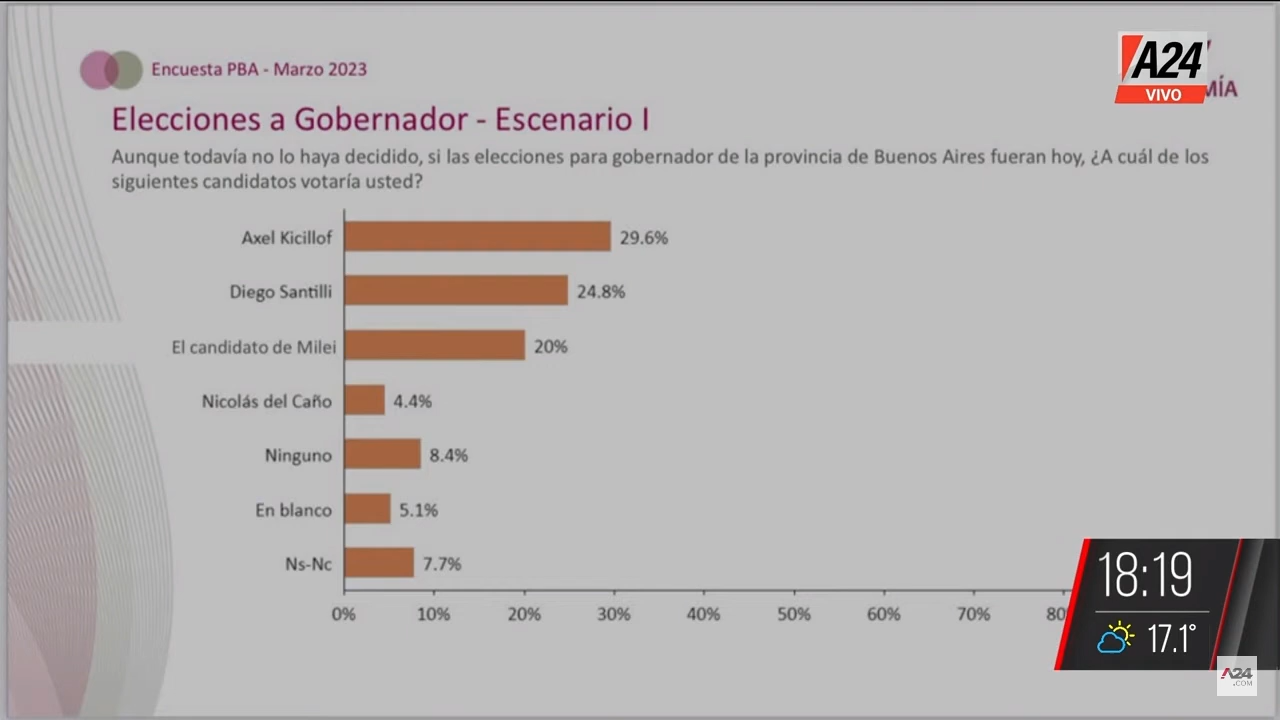 Encuesta PBA - Marzo 2023
A24
VIVO
MÍA
Elecciones a Gobernador - Escenario I
Aunque todavía no lo haya decidido, si las elecciones para gobernador de la provincia de Buenos Aires fueran hoy, ¿A cuál de los
siguientes candidatos votaría usted?
Axel Kicillof 29.6%
Diego Santilli 24.8%
El candidato de Milei 20%
Nicolás del Caño 4.4%
Ninguno 8.4%
En blanco 5.1%
Ns-Nc 7.7%
0% 10% 20% 30% 40% 50% 60% 70%
18:19
17.1°
A24
.COM